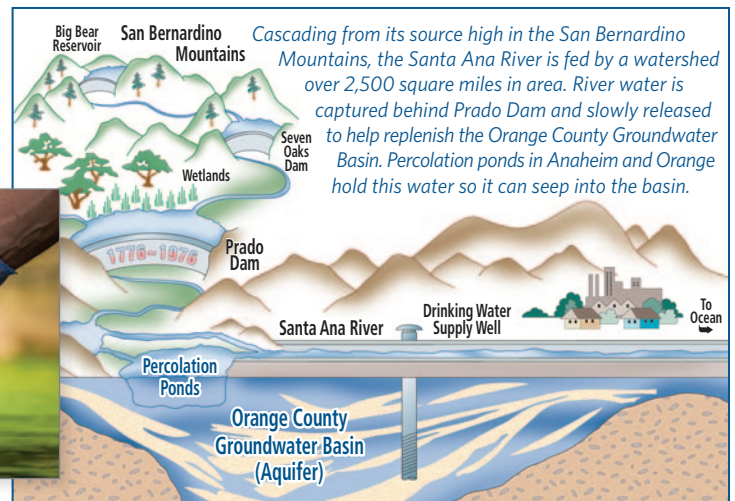 Big Bear
Reservoir
San Bernardino
Mountains
Cascading from its source high in the San Bernardino
Mountains, the Santa Ana River is fed by a watershed
over 2,500 square miles in area. River water is
captured behind Prado Dam and slowly released
to help replenish the Orange County Groundwater
Basin. Percolation ponds in Anaheim and Orange
hold this water so it can seep into the basin.
Seven
Oaks
Dam
Wetlands
1776-1976
Prado
Dam
Santa Ana River
Drinking Water
Supply Well
To
Ocean
Percolation
Ponds
Orange County
Groundwater Basin
(Aquifer)